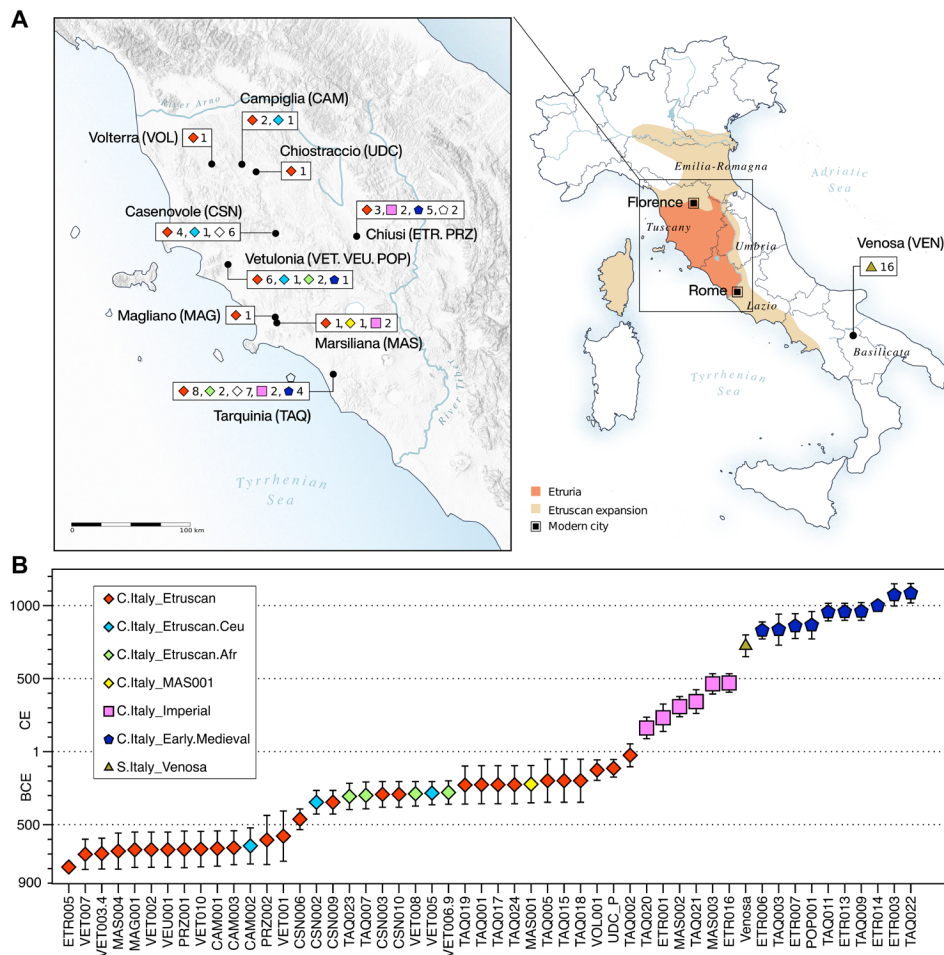 A
River Arno
Campiglia (CAM)
2, 1
Volterra (VOL)
1
Chiostraccio (UDC)
1
Casenovole (CSN)
4, 1, 6
3, 2, 5, 2
Chiusi (ETR. PRZ)
Vetulonia (VET. VEU. POP)
6, 1, 2, 1
Magliano (MAG)
1
1, 1, 2
Marsiliana (MAS)
8, 2, 7, 2, 4
Tarquinia (TAQ)
River Tiber
Tyrrhenian
Sea
0
100 km
Emilia-Romagna
Adriatic
Sea
Florence
Tuscany
Umbria
Venosa (VEN)
16
Rome
Lazio
Basilicata
Tyrrhenian
Sea
Etruria
Etruscan expansion
Modern city
B
C.Italy_Etruscan
C.Italy_Etruscan.Ceu
C.Italy_Etruscan.Afr
C.Italy_MAS001
C.Italy_Imperial
C.Italy_Early.Medieval
S.Italy_Venosa
1000
500
CE
1
BCE
500
900
ETR005
VET007
VET003.4
MAS004
MAG001
VET002
VEU001
PRZ001
VET010
CAM001
CAM003
CAM002
PRZ002
VET001
CSN006
CSN002
CSN009
TAQ023
TAQ007
CSN003
CSN010
VET008
VET005
VET006.9
TAQ019
TAQ001
TAQ017
TAQ024
MAS001
TAQ005
TAQ015
TAQ018
VOL001
UDC_P
TAQ002
TAQ020
ETR001
MAS002
TAQ021
MAS003
ETR016
Venosa
ETR006
TAQ003
ETR007
POP001
TAQ011
ETR013
TAQ009
ETR014
ETR003
TAQ022